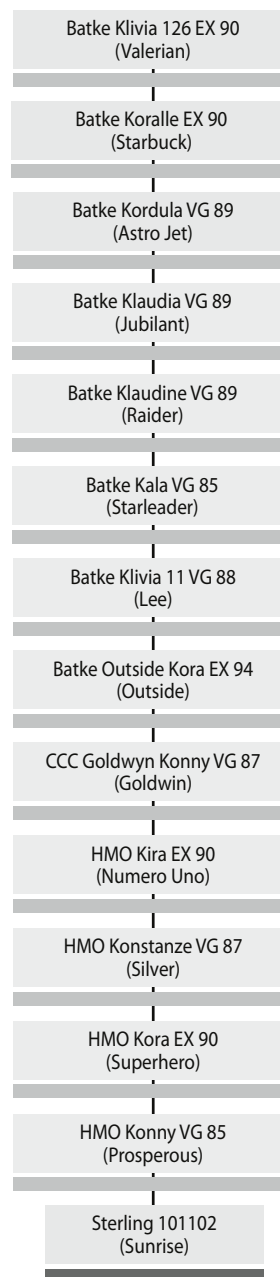 Batke Klivia 126 EX 90
(Valerian)
Batke Koralle EX 90
(Starbuck)
Batke Kordula VG 89
(Astro Jet)
Batke Klaudia VG 89
(Jubilant)
Batke Klaudine VG 89
(Raider)
Batke Kala VG 85
(Starleader)
Batke Klivia 11 VG 88
(Lee)
Batke Outside Kora EX 94
(Outside)
CCC Goldwyn Konny VG 87
(Goldwin)
HMO Kira EX 90
(Numero Uno)
HMO Konstanze VG 87
(Silver)
HMO Kora EX 90
(Superhero)
HMO Konny VG 85
(Prosperous)
Sterling 101102
(Sunrise)